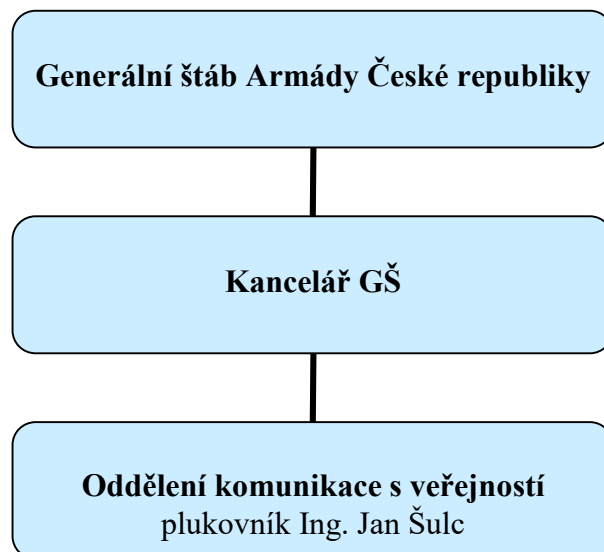 Generální štáb Armády České republiky
Kancelář GŠ
Oddělení komunikace s veřejností
plukovník Ing. Jan Šulc